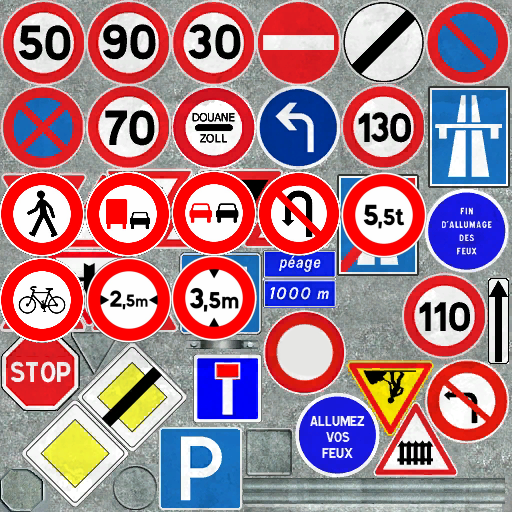 50
90
30
70
DOUANE
ZOLL
130
5,5t
FIN
D'ALLUMAGE
DES
FEUX
2,5m
3,5m
péage
1000 m
110
STOP
ALLUMEZ
VOS
FEUX
P